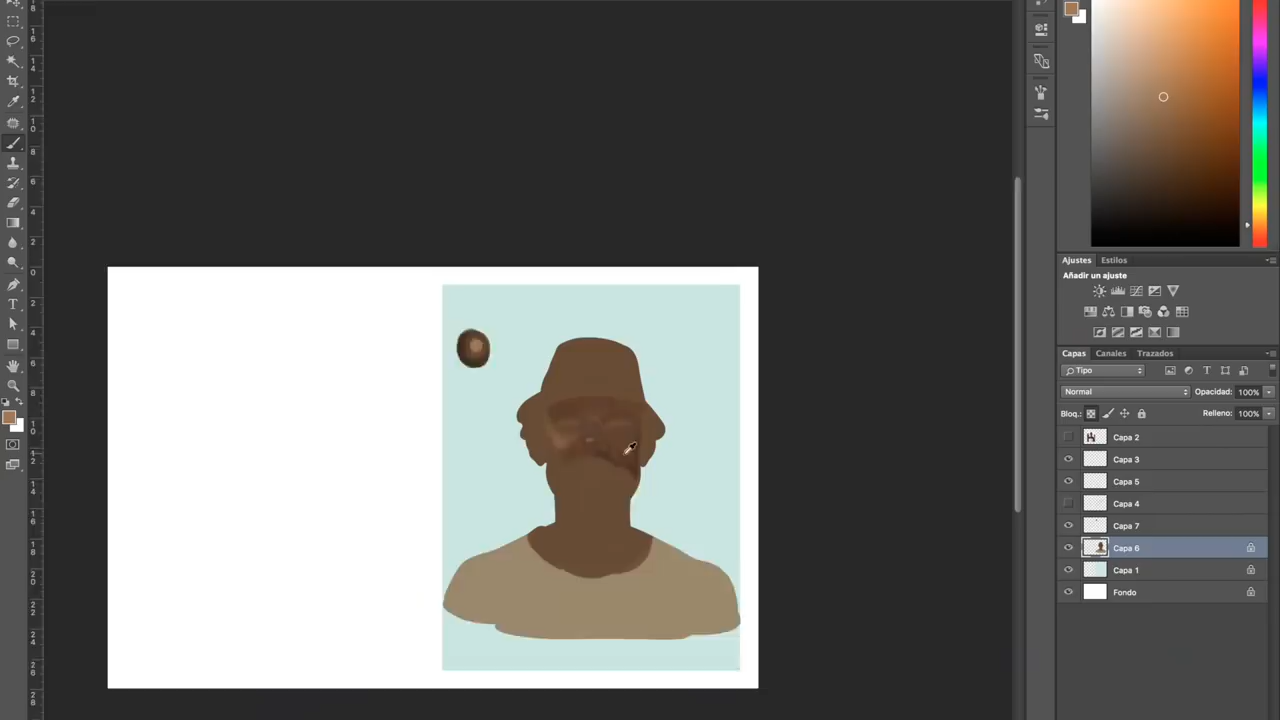 Ajustes Estilos
Añadir un ajuste
Capas Canales Trazados
Tipo
Normal Opacidad: 100%
Bloq.: Relleno: 100%
Capa 2
Capa 3
Capa 5
Capa 4
Capa 7
Capa 6
Capa 1
Fondo